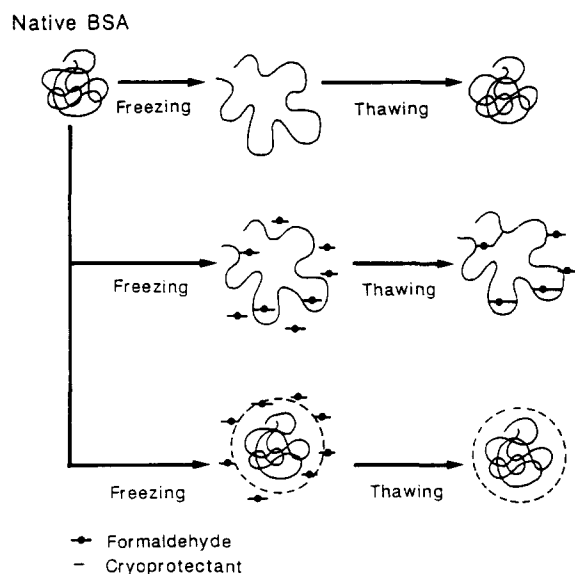 Native BSA
Freezing
Thawing
Freezing
Thawing
Freezing
Thawing
Formaldehyde
Cryoprotectant